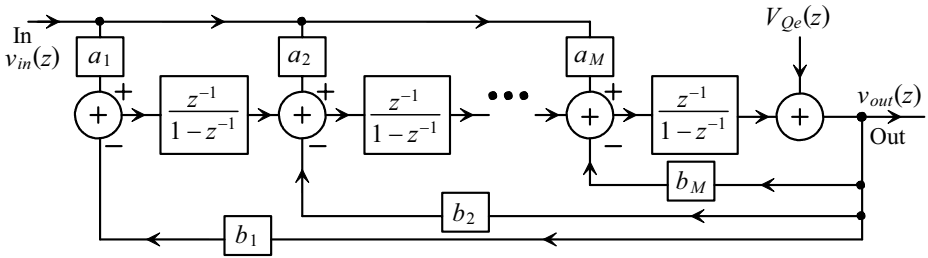 In
v_in(z)
a_1
a_2
a_M
V_Qe(z)
+
−
z^{-1}
1 − z^{-1}
+
+
−
z^{-1}
1 − z^{-1}
•••
+
+
−
z^{-1}
1 − z^{-1}
+
v_out(z)
Out
b_M
b_2
b_1